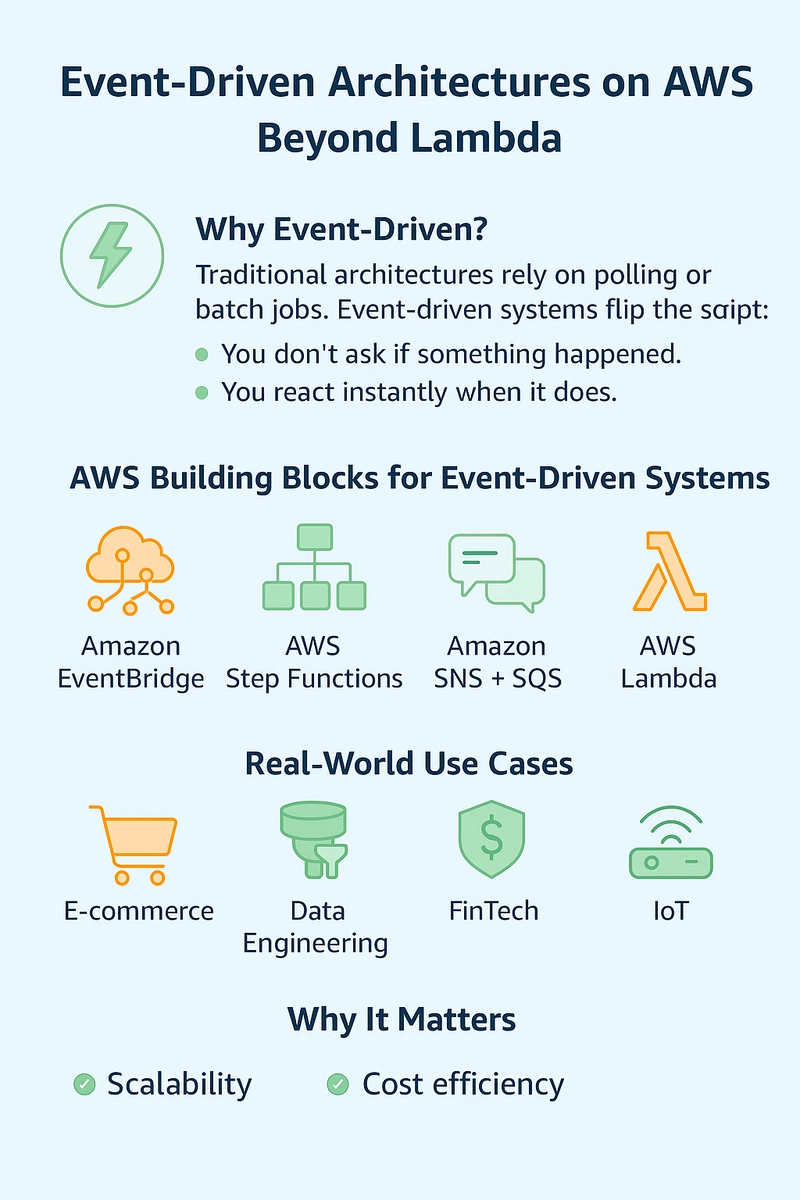 Event-Driven Architectures on AWS
Beyond Lambda
Why Event-Driven?
Traditional architectures rely on polling or
batch jobs. Event-driven systems flip the script:
You don't ask if something happened.
You react instantly when it does.
AWS Building Blocks for Event-Driven Systems
Amazon
EventBridge
AWS
Step Functions
Amazon
SNS + SQS
AWS
Lambda
Real-World Use Cases
$
E-commerce
Data
Engineering
FinTech
IoT
Why It Matters
Scalability
Cost efficiency